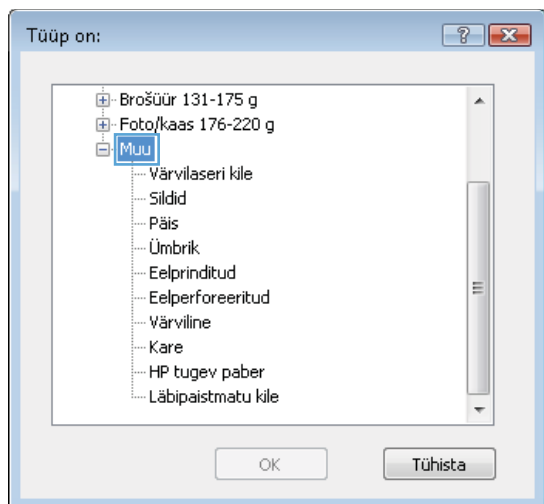 Tüüp on:
Brošüür 131-175 g
Foto/kaas 176-220 g
Muu
Värvilaseri kile
Sildid
Päis
Ümbrik
Eelprinditud
Eelperforeeritud
Värviline
Kare
HP tugev paber
Läbipaistmatu kile
OK Tühista